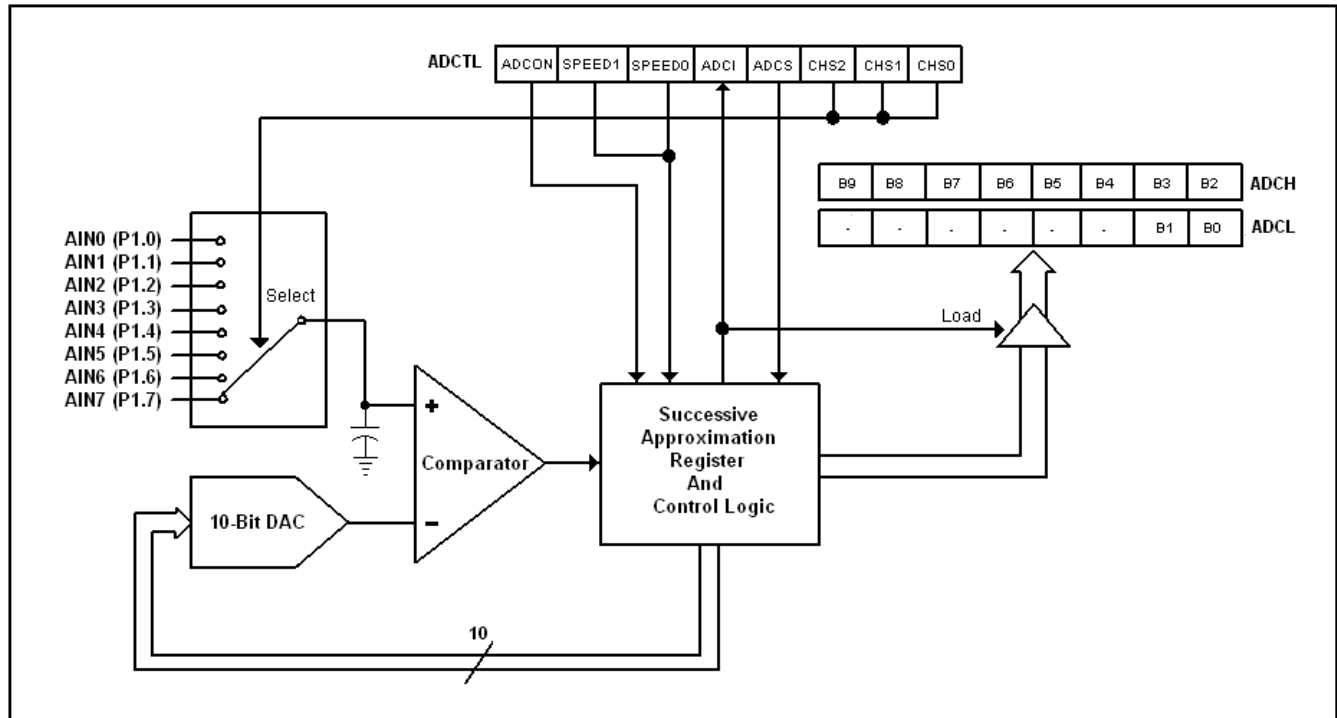 ADCTL ADCON SPEED1 SPEED0 ADCI ADCS CHS2 CHS1 CHS0
B9 B8 B7 B6 B5 B4 B3 B2 ADCH
- - - - - - B1 B0 ADCL
AIN0 (P1.0)
AIN1 (P1.1)
AIN2 (P1.2)
AIN3 (P1.3)
AIN4 (P1.4)
AIN5 (P1.5)
AIN6 (P1.6)
AIN7 (P1.7)
Select
Load
+
Comparator
-
Successive
Approximation
Register
And
Control Logic
10-Bit DAC
10